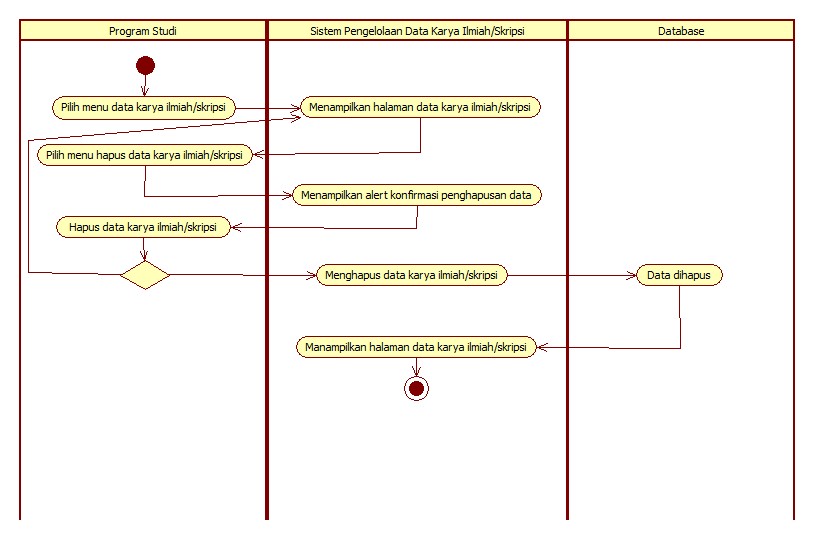 Program Studi
Sistem Pengelolaan Data Karya Ilmiah/Skripsi
Database
Pilih menu data karya ilmiah/skripsi
Menampilkan halaman data karya ilmiah/skripsi
Pilih menu hapus data karya ilmiah/skripsi
Menampilkan alert konfirmasi penghapusan data
Hapus data karya ilmiah/skripsi
Menghapus data karya ilmiah/skripsi
Data dihapus
Manampilkan halaman data karya ilmiah/skripsi